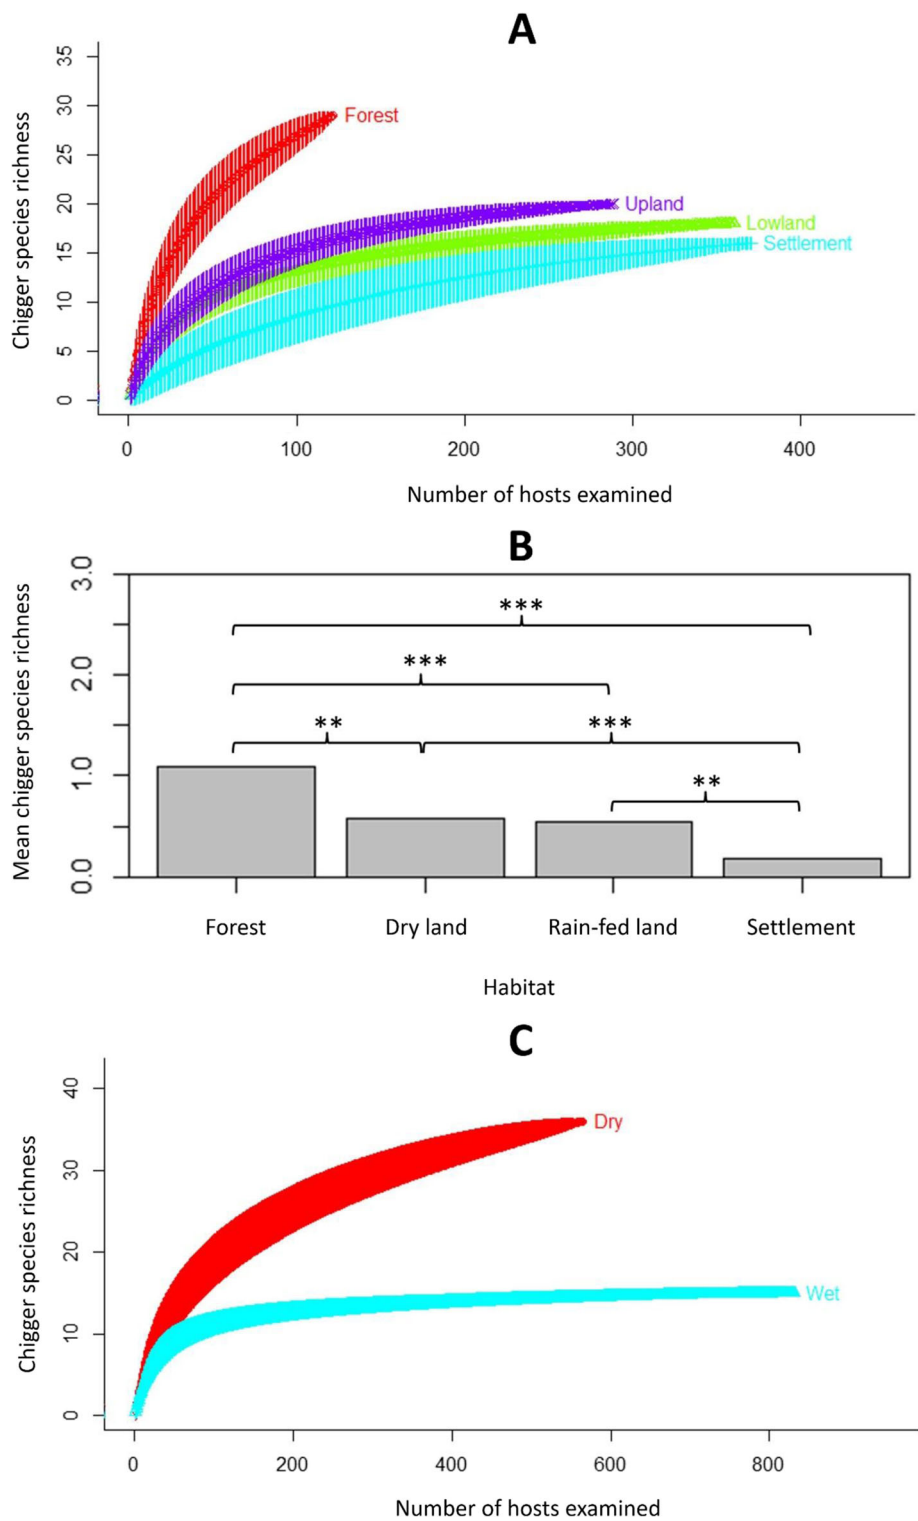 A
Chigger species richness
35
30
25
20
15
10
5
0
Forest
Upland
Lowland
Settlement
0 100 200 300 400
Number of hosts examined
B
Mean chigger species richness
3.0
2.0
1.0
0.0
***
***
** ***
**
Forest Dry land Rain-fed land Settlement
Habitat
C
Chigger species richness
40
30
20
10
0
Dry
Wet
0 200 400 600 800
Number of hosts examined